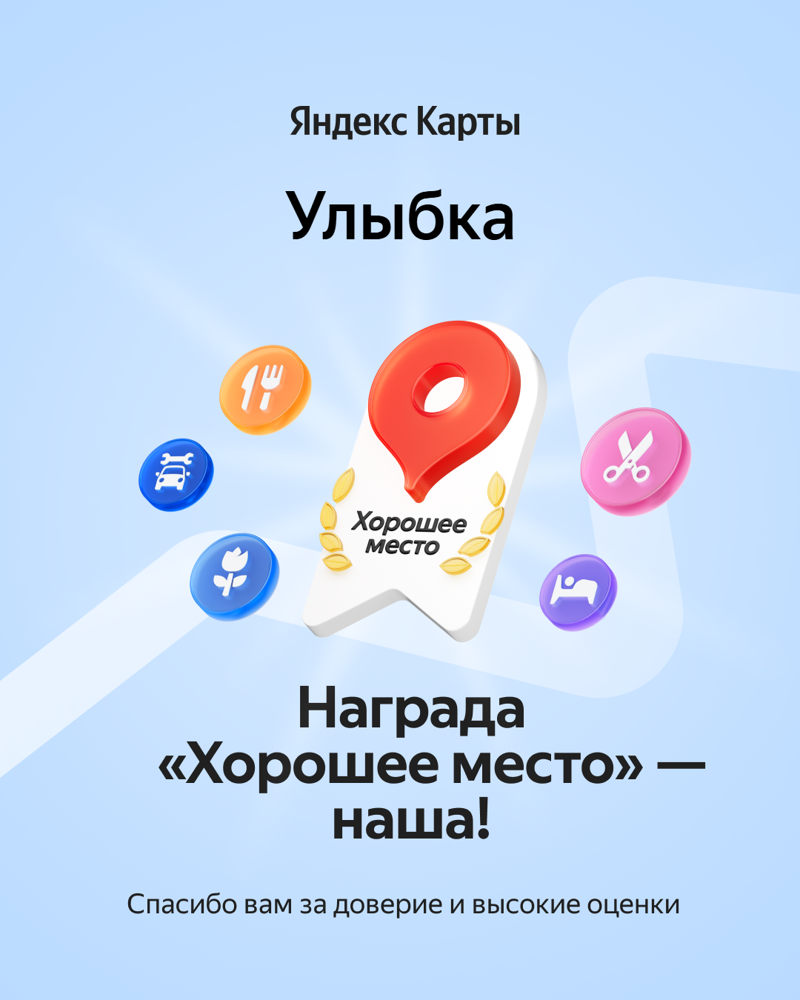 Яндекс Карты
Улыбка
Хорошее
место
Награда
«Хорошее место» —
наша!
Спасибо вам за доверие и высокие оценки